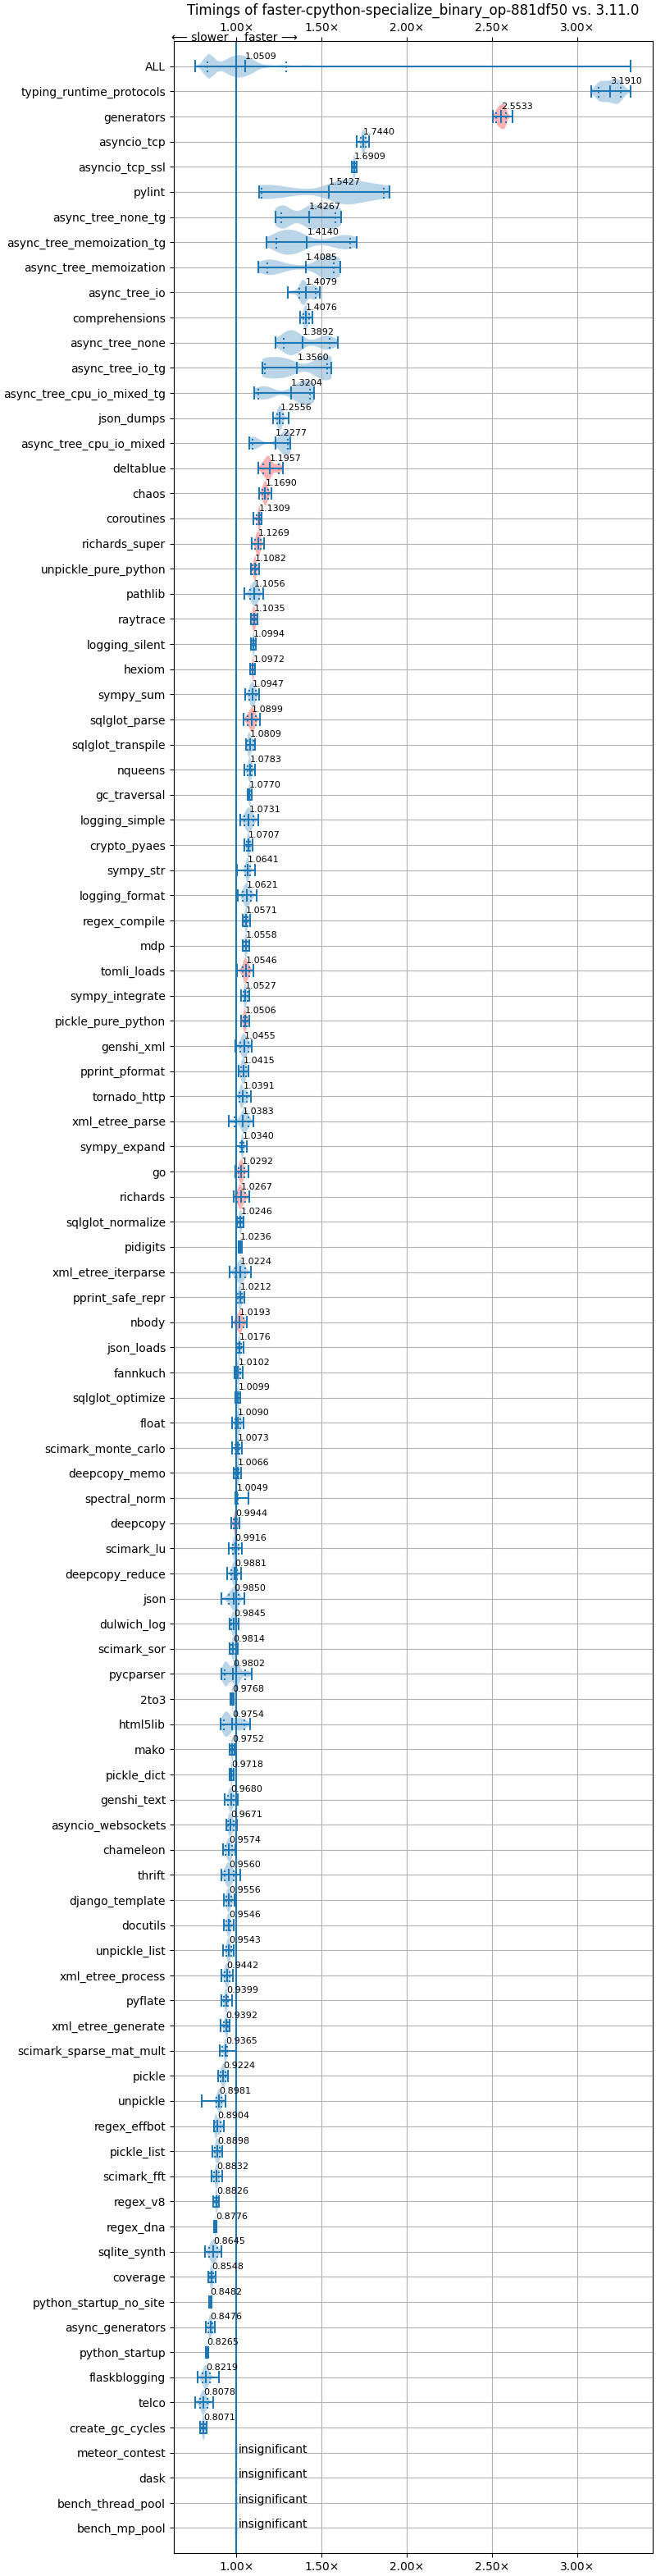 Timings of faster-cpython-specialize_binary_op-881df50 vs. 3.11.0
1.00× 1.50× 2.00× 2.50× 3.00×
⟵ slower faster ⟶
ALL 1.0509
typing_runtime_protocols 3.1910
generators 2.5533
asyncio_tcp 1.7440
asyncio_tcp_ssl 1.6909
pylint 1.5427
async_tree_none_tg 1.4267
async_tree_memoization_tg 1.4140
async_tree_memoization 1.4085
async_tree_io 1.4079
comprehensions 1.4076
async_tree_none 1.3892
async_tree_io_tg 1.3560
async_tree_cpu_io_mixed_tg 1.3204
json_dumps 1.2556
async_tree_cpu_io_mixed 1.2277
deltablue 1.1957
chaos 1.1690
coroutines 1.1309
richards_super 1.1269
unpickle_pure_python 1.1082
pathlib 1.1056
raytrace 1.1035
logging_silent 1.0994
hexiom 1.0972
sympy_sum 1.0947
sqlglot_parse 1.0899
sqlglot_transpile 1.0809
nqueens 1.0783
gc_traversal 1.0770
logging_simple 1.0731
crypto_pyaes 1.0707
sympy_str 1.0641
logging_format 1.0621
regex_compile 1.0571
mdp 1.0558
tomli_loads 1.0546
sympy_integrate 1.0527
pickle_pure_python 1.0506
genshi_xml 1.0455
pprint_pformat 1.0415
tornado_http 1.0391
xml_etree_parse 1.0383
sympy_expand 1.0340
go 1.0292
richards 1.0267
sqlglot_normalize 1.0246
pidigits 1.0236
xml_etree_iterparse 1.0224
pprint_safe_repr 1.0212
nbody 1.0193
json_loads 1.0176
fannkuch 1.0102
sqlglot_optimize 1.0099
float 1.0090
scimark_monte_carlo 1.0073
deepcopy_memo 1.0066
spectral_norm 1.0049
deepcopy 0.9944
scimark_lu 0.9916
deepcopy_reduce 0.9881
json 0.9850
dulwich_log 0.9845
scimark_sor 0.9814
pycparser 0.9802
2to3 0.9768
html5lib 0.9754
mako 0.9752
pickle_dict 0.9718
genshi_text 0.9680
asyncio_websockets 0.9671
chameleon 0.9574
thrift 0.9560
django_template 0.9556
docutils 0.9546
unpickle_list 0.9543
xml_etree_process 0.9442
pyflate 0.9399
xml_etree_generate 0.9392
scimark_sparse_mat_mult 0.9365
pickle 0.9224
unpickle 0.8981
regex_effbot 0.8904
pickle_list 0.8898
scimark_fft 0.8832
regex_v8 0.8826
regex_dna 0.8776
sqlite_synth 0.8645
coverage 0.8548
python_startup_no_site 0.8482
async_generators 0.8476
python_startup 0.8265
flaskblogging 0.8219
telco 0.8078
create_gc_cycles 0.8071
meteor_contest insignificant
dask insignificant
bench_thread_pool insignificant
bench_mp_pool insignificant
1.00× 1.50× 2.00× 2.50× 3.00×